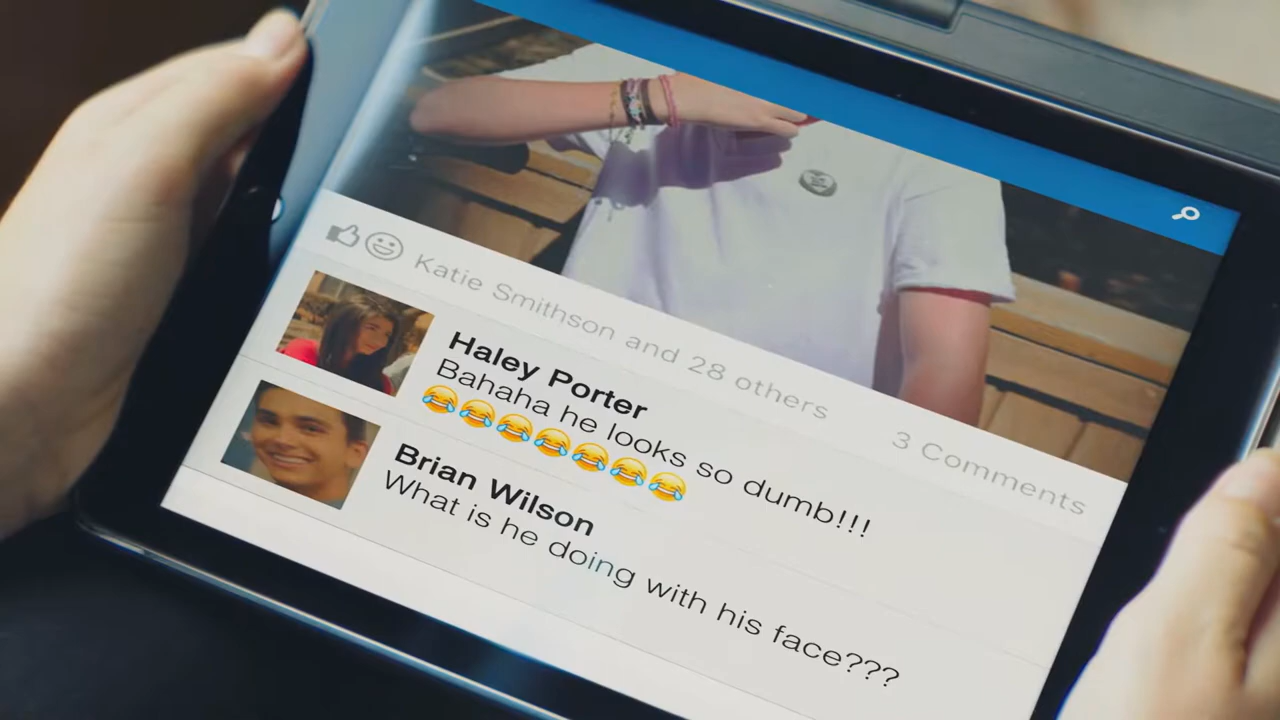 Katie Smithson and 28 others
3 Comments
Haley Porter
Bahaha he looks so dumb!!!
😂😂😂😂😂😂😂
Brian Wilson
What is he doing with his face???